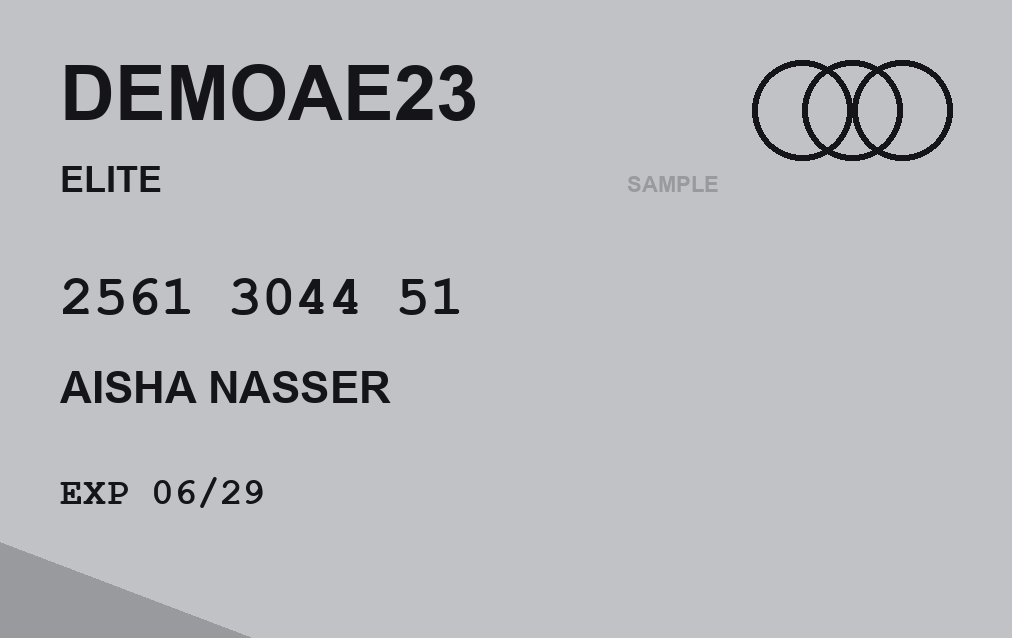 DEMOAE23
ELITE
SAMPLE
2561 3044 51
AISHA NASSER
EXP 06/29